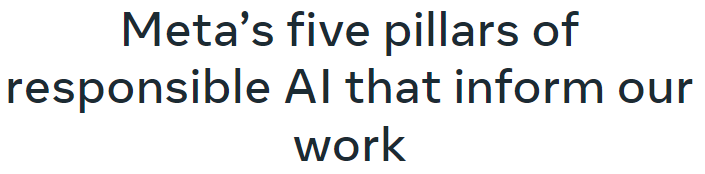 Meta’s five pillars of
responsible AI that inform our
work